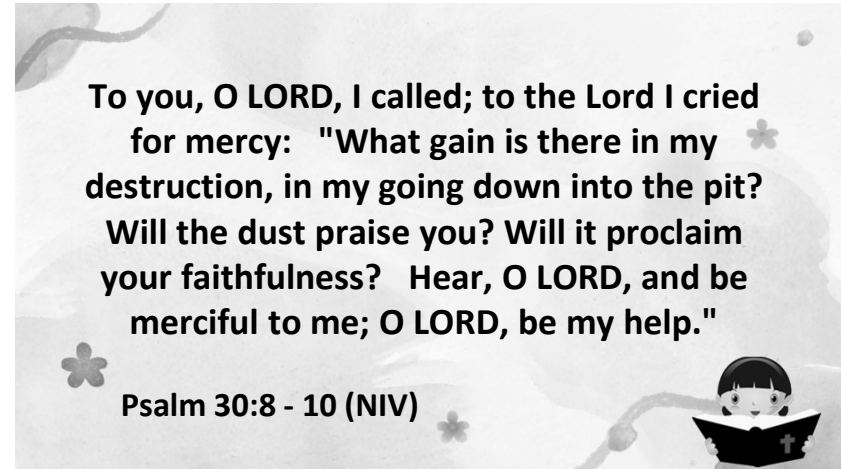 To you, O LORD, I called; to the Lord I cried
for mercy:   "What gain is there in my
destruction, in my going down into the pit?
Will the dust praise you? Will it proclaim
your faithfulness?   Hear, O LORD, and be
merciful to me; O LORD, be my help."
Psalm 30:8 - 10 (NIV)